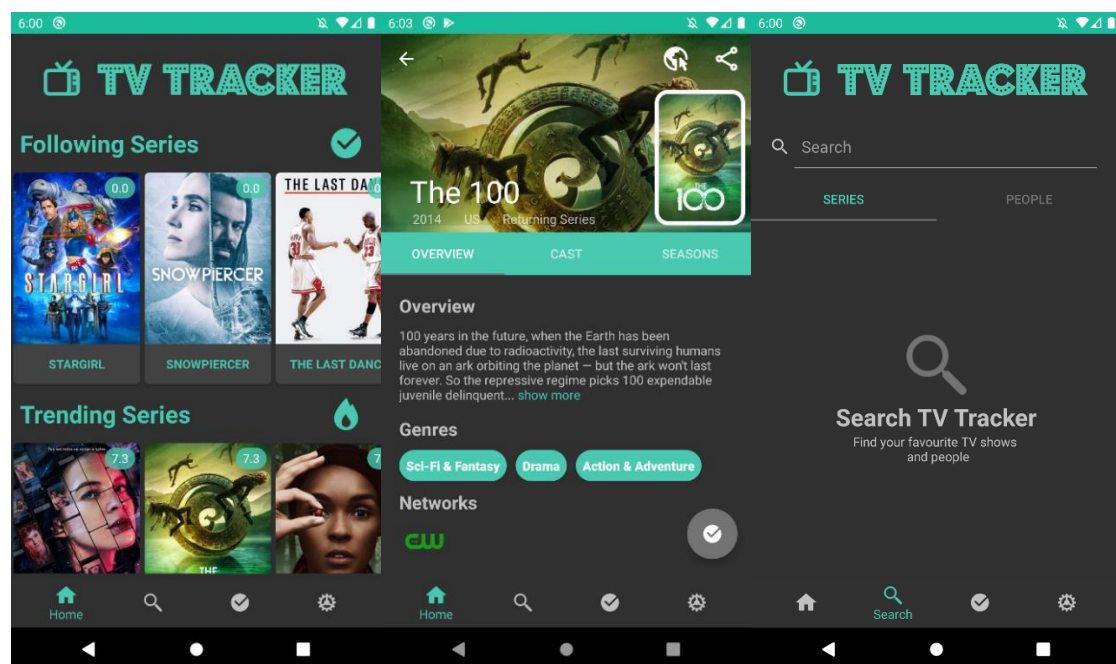 6:00
TV TRACKER
Following Series
0.0
STARGIRL
STARGIRL
0.0
SNOWPIERCER
SNOWPIERCER
THE LAST DAN
THE LAST DANC
Trending Series
7.3
7.3
THE
7
Home
6:03
The 100
2014 US Returning Series
THE
100
OVERVIEW CAST SEASONS
Overview
100 years in the future, when the Earth has been
abandoned due to radioactivity, the last surviving humans
live on an ark orbiting the planet — but the ark won't last
forever. So the repressive regime picks 100 expendable
juvenile delinquent... show more
Genres
Sci-Fi & Fantasy Drama Action & Adventure
Networks
CW
Home
6:00
TV TRACKER
Search
SERIES PEOPLE
Search TV Tracker
Find your favourite TV shows
and people
Search